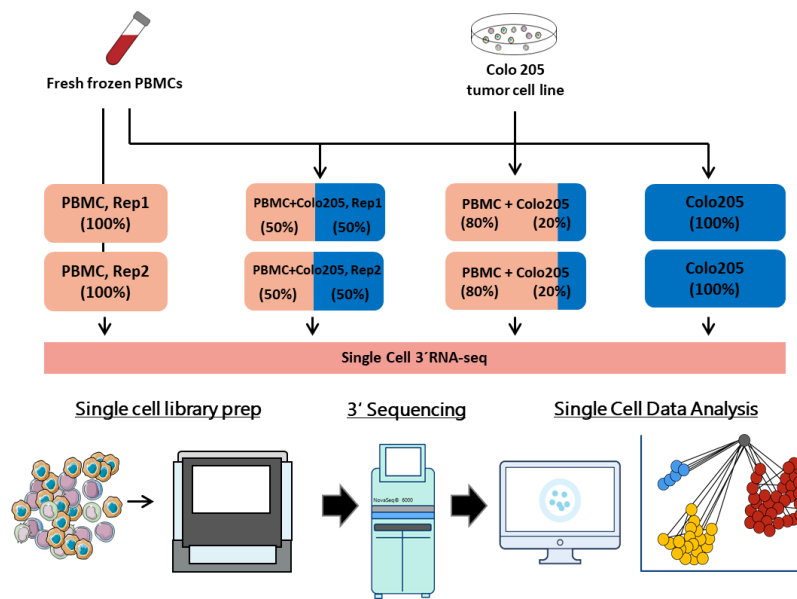 Fresh frozen PBMCs
Colo 205
tumor cell line
PBMC, Rep1
(100%)
PBMC+Colo205, Rep1
(50%) (50%)
PBMC + Colo205
(80%) (20%)
Colo205
(100%)
PBMC, Rep2
(100%)
PBMC+Colo205, Rep2
(50%) (50%)
PBMC + Colo205
(80%) (20%)
Colo205
(100%)
Single Cell 3´RNA-seq
Single cell library prep
3‘ Sequencing
Single Cell Data Analysis
NovaSeq® 6000